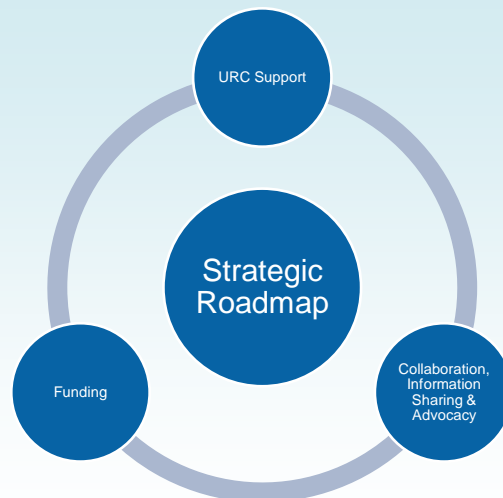 URC Support
Strategic
Roadmap
Funding
Collaboration,
Information
Sharing &
Advocacy